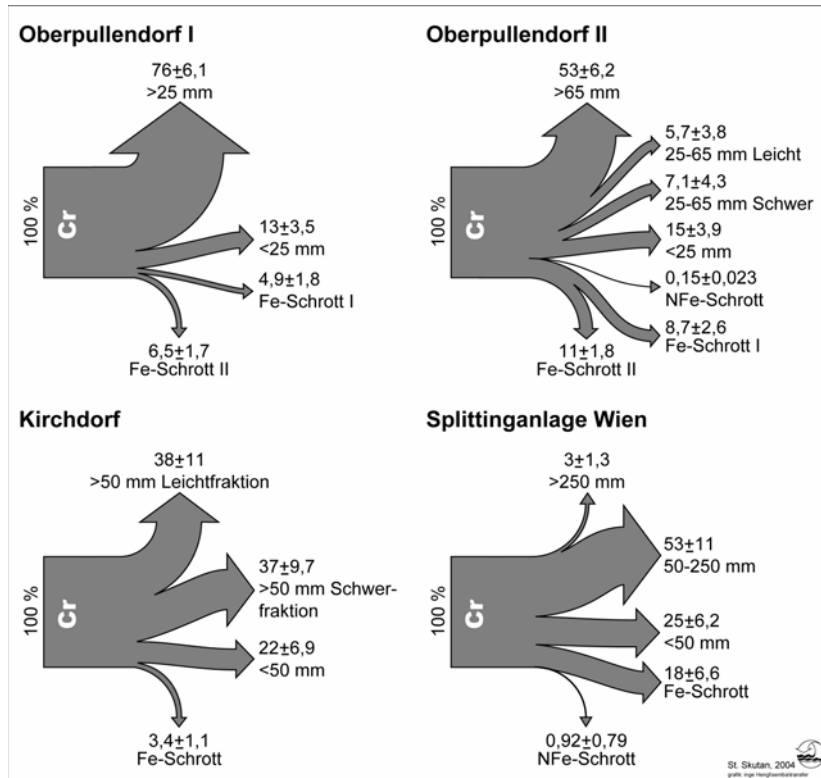 Oberpullendorf I
76±6,1
>25 mm
100 %
Cr
13±3,5
<25 mm
4,9±1,8
Fe-Schrott I
6,5±1,7
Fe-Schrott II
Oberpullendorf II
53±6,2
>65 mm
100 %
Cr
5,7±3,8
25-65 mm Leicht
7,1±4,3
25-65 mm Schwer
15±3,9
<25 mm
0,15±0,023
NFe-Schrott
8,7±2,6
Fe-Schrott I
11±1,8
Fe-Schrott II
Kirchdorf
38±11
>50 mm Leichtfraktion
100 %
Cr
37±9,7
>50 mm Schwer-
fraktion
22±6,9
<50 mm
3,4±1,1
Fe-Schrott
Splittinganlage Wien
3±1,3
>250 mm
100 %
Cr
53±11
50-250 mm
25±6,2
<50 mm
18±6,6
Fe-Schrott
0,92±0,79
NFe-Schrott
St. Skutan, 2004
grafik: inge